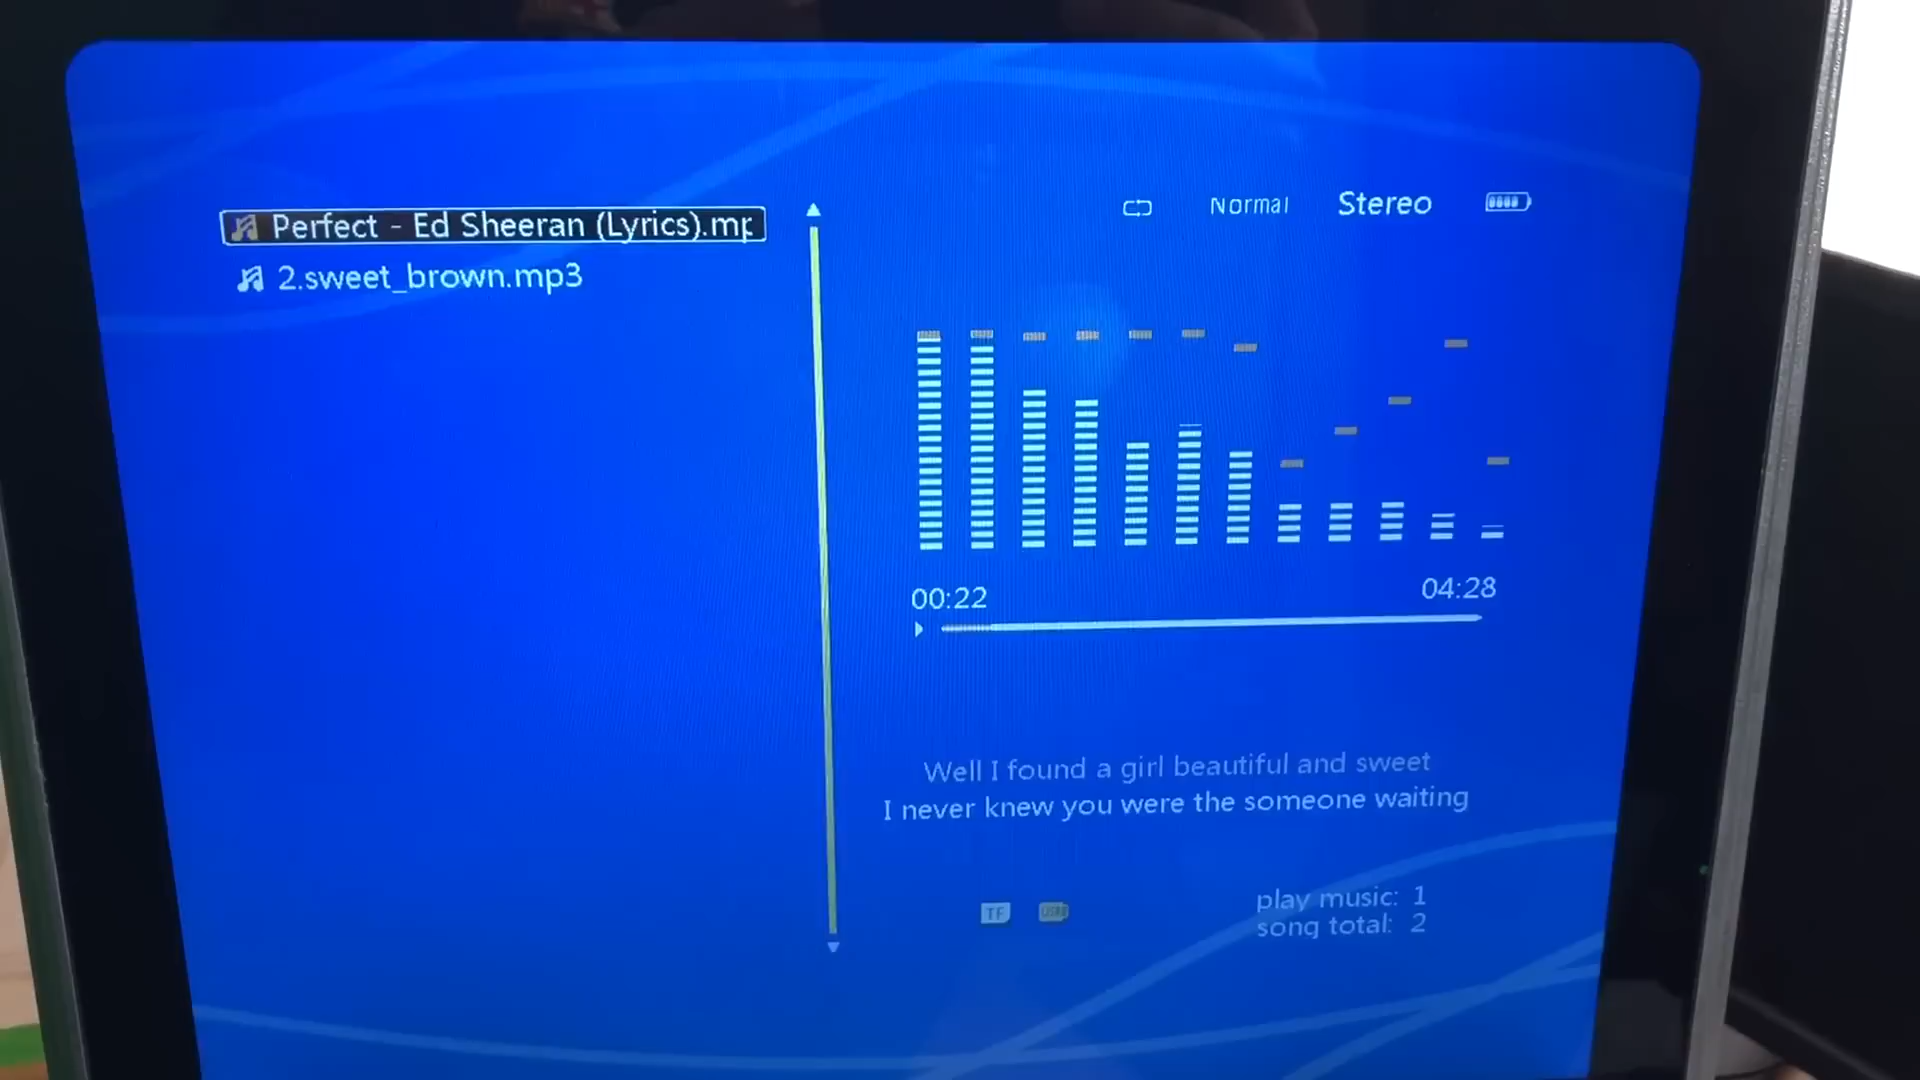 Perfect - Ed Sheeran (Lyrics).mp
2.sweet_brown.mp3
Normal Stereo
00:22 04:28
Well I found a girl beautiful and sweet
I never knew you were the someone waiting
TF USB
play music: 1
song total: 2